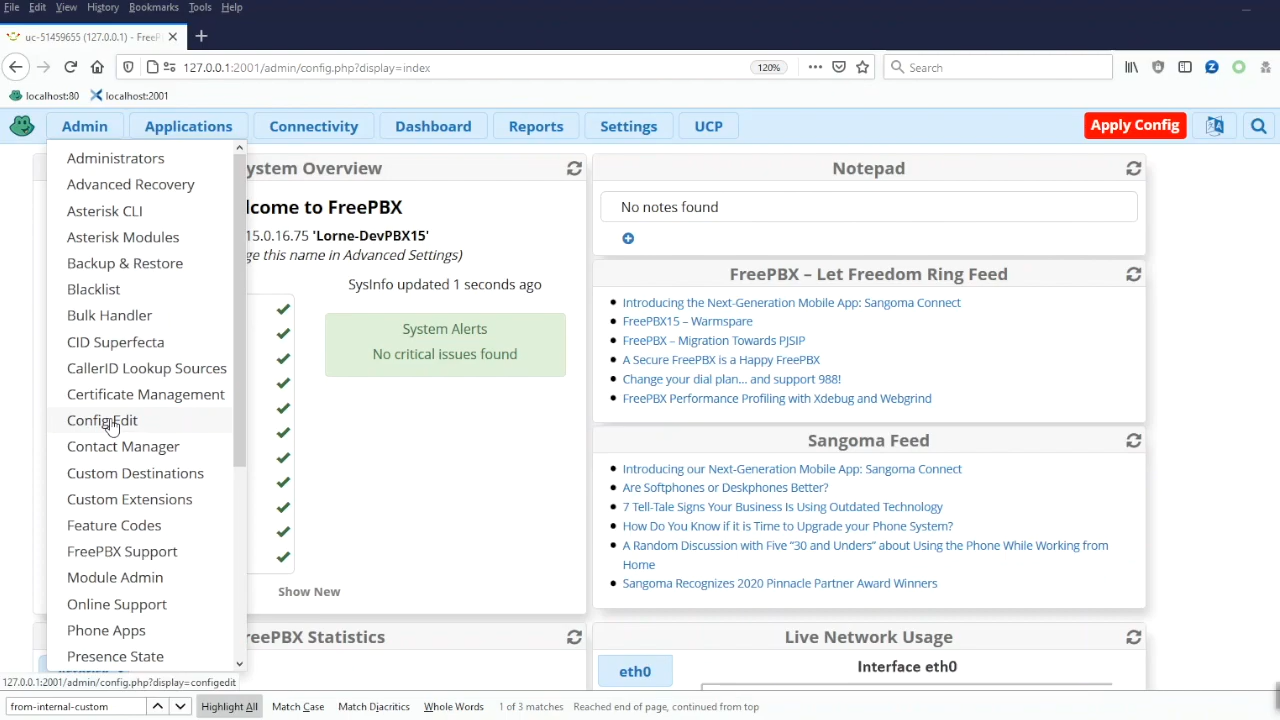 File Edit View History Bookmarks Tools Help
uc-51459655 (127.0.0.1) - FreeP
127.0.0.1:2001/admin/config.php?display=index
120%
Search
localhost:80 localhost:2001
Admin Applications Connectivity Dashboard Reports Settings UCP Apply Config
Administrators
Advanced Recovery
Asterisk CLI
Asterisk Modules
Backup & Restore
Blacklist
Bulk Handler
CID Superfecta
CallerID Lookup Sources
Certificate Management
Config Edit
Contact Manager
Custom Destinations
Custom Extensions
Feature Codes
FreePBX Support
Module Admin
Online Support
Phone Apps
Presence State
ystem Overview
lcome to FreePBX
15.0.16.75 'Lorne-DevPBX15'
ge this name in Advanced Settings)
SysInfo updated 1 seconds ago
System Alerts
No critical issues found
Show New
reePBX Statistics
Notepad
No notes found
FreePBX – Let Freedom Ring Feed
Introducing the Next-Generation Mobile App: Sangoma Connect
FreePBX15 – Warmspare
FreePBX – Migration Towards PJSIP
A Secure FreePBX is a Happy FreePBX
Change your dial plan... and support 988!
FreePBX Performance Profiling with Xdebug and Webgrind
Sangoma Feed
Introducing our Next-Generation Mobile App: Sangoma Connect
Are Softphones or Deskphones Better?
7 Tell-Tale Signs Your Business Is Using Outdated Technology
How Do You Know if it is Time to Upgrade your Phone System?
A Random Discussion with Five "30 and Unders" about Using the Phone While Working from
Home
Sangoma Recognizes 2020 Pinnacle Partner Award Winners
Live Network Usage
eth0
Interface eth0
127.0.0.1:2001/admin/config.php?display=configedit
from-internal-custom Highlight All Match Case Match Diacritics Whole Words 1 of 3 matches Reached end of page, continued from top